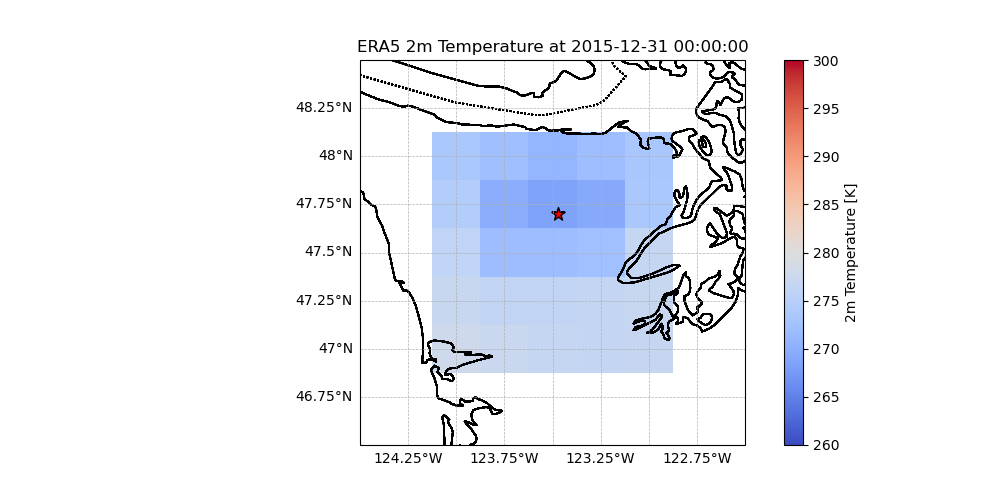 ERA5 2m Temperature at 2015-12-31 00:00:00
48.25°N
48°N
47.75°N
47.5°N
47.25°N
47°N
46.75°N
124.25°W 123.75°W 123.25°W 122.75°W
300
295
290
285
280
275
270
265
260
2m Temperature [K]